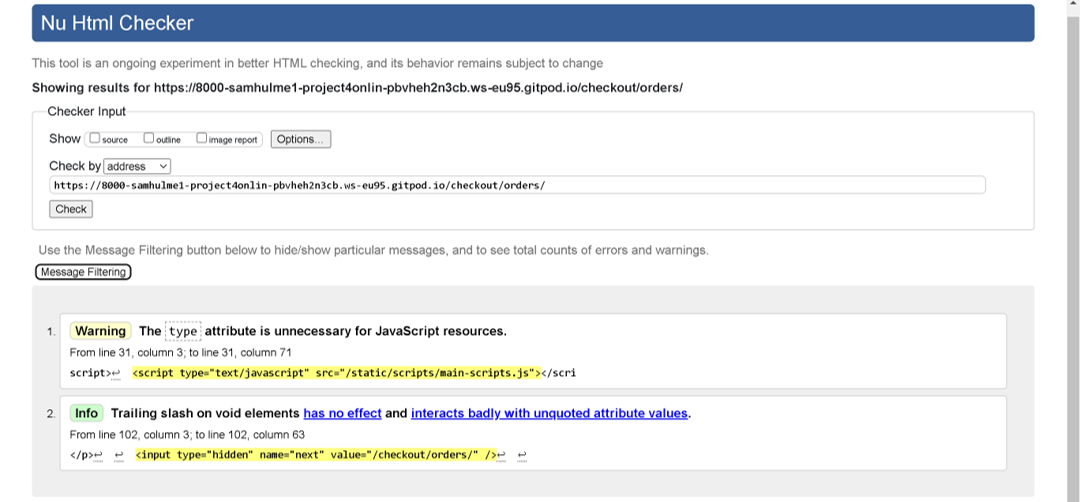 Nu Html Checker
This tool is an ongoing experiment in better HTML checking, and its behavior remains subject to change
Showing results for https://8000-samhulme1-project4onlin-pbvheh2n3cb.ws-eu95.gitpod.io/checkout/orders/
Checker Input
Show source outline image report Options...
Check by address
https://8000-samhulme1-project4onlin-pbvheh2n3cb.ws-eu95.gitpod.io/checkout/orders/
Check
Use the Message Filtering button below to hide/show particular messages, and to see total counts of errors and warnings.
Message Filtering
1. Warning The type attribute is unnecessary for JavaScript resources.
From line 31, column 3; to line 31, column 71
script>↩ <script type="text/javascript" src="/static/scripts/main-scripts.js"></scri
2. Info Trailing slash on void elements has no effect and interacts badly with unquoted attribute values.
From line 102, column 3; to line 102, column 63
</p>↩ ↩ <input type="hidden" name="next" value="/checkout/orders/" />↩ ↩